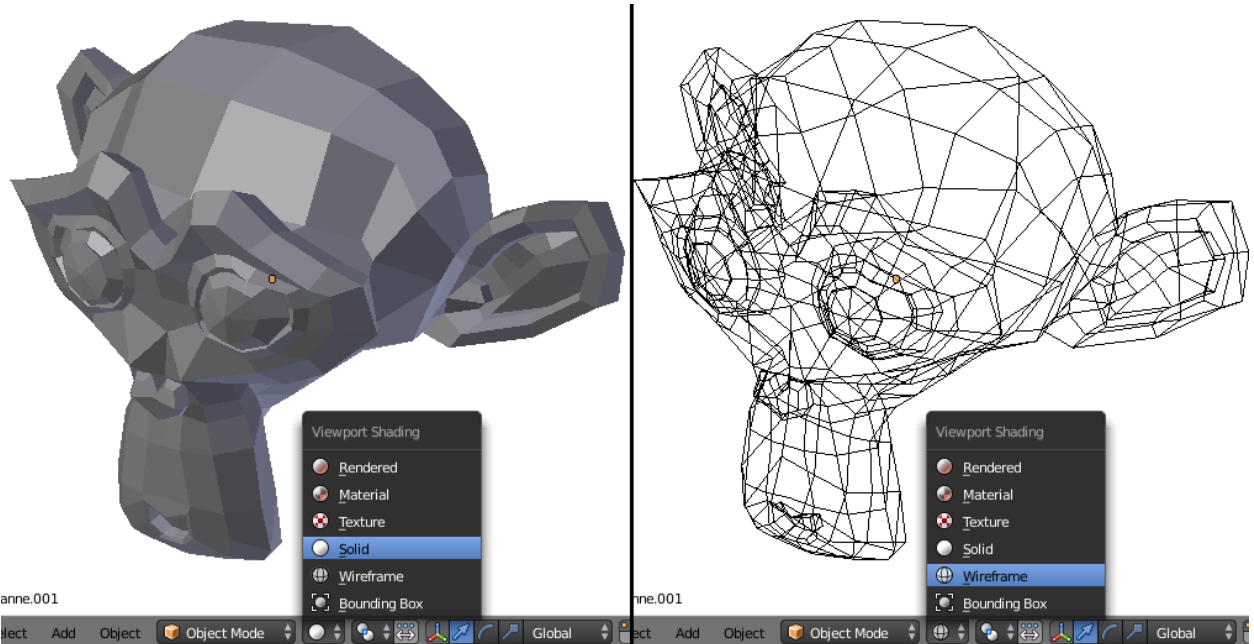 Viewport Shading
Rendered
Material
Texture
Solid
Wireframe
Bounding Box
anne.001
elect Add Object Object Mode Global
Viewport Shading
Rendered
Material
Texture
Solid
Wireframe
Bounding Box
anne.001
ect Add Object Object Mode Global